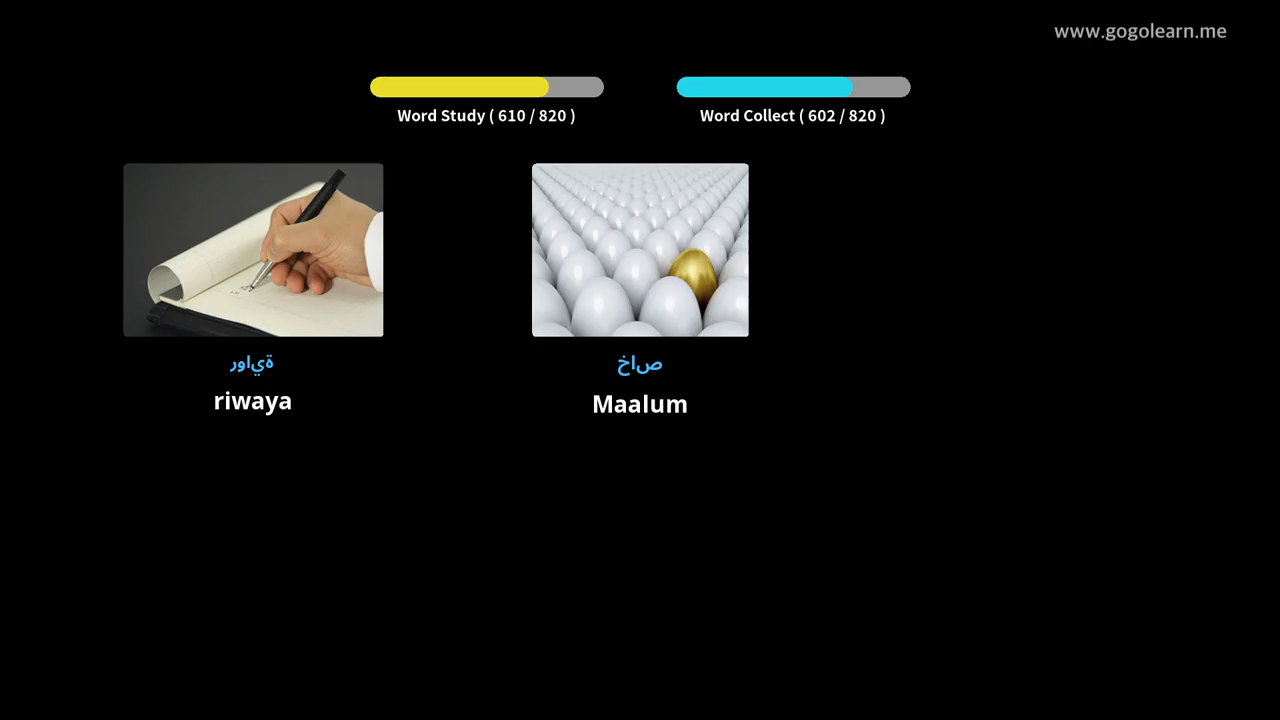 www.gogolearn.me
Word Study ( 610 / 820 )
Word Collect ( 602 / 820 )
ةياور
riwaya
صاخ
Maalum